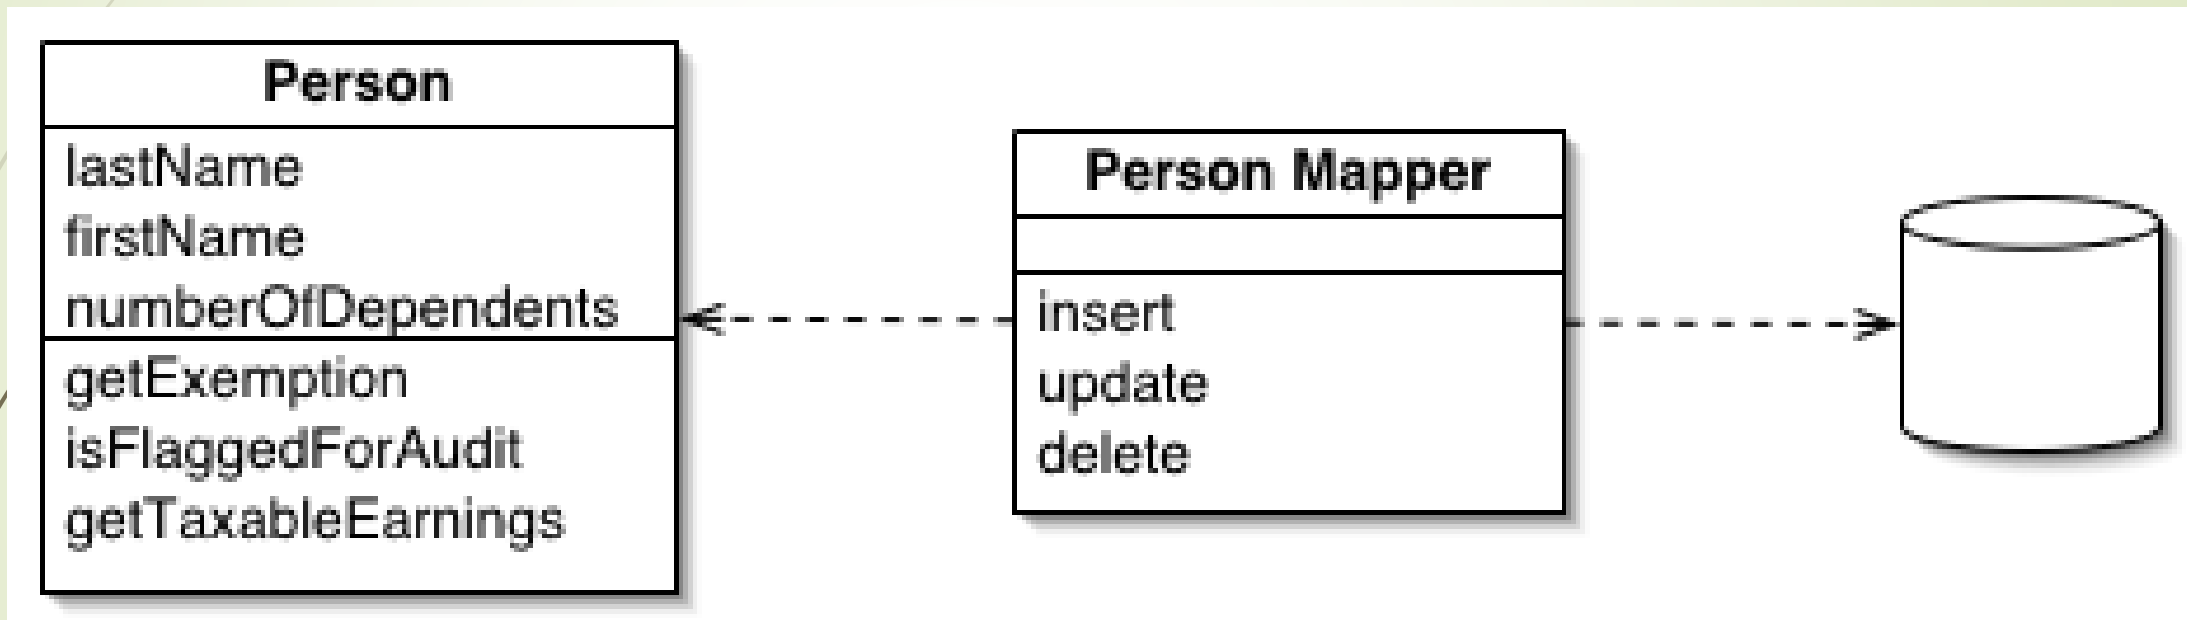 Person
lastName
firstName
numberOfDependents
getExemption
isFlaggedForAudit
getTaxableEarnings
Person Mapper
insert
update
delete